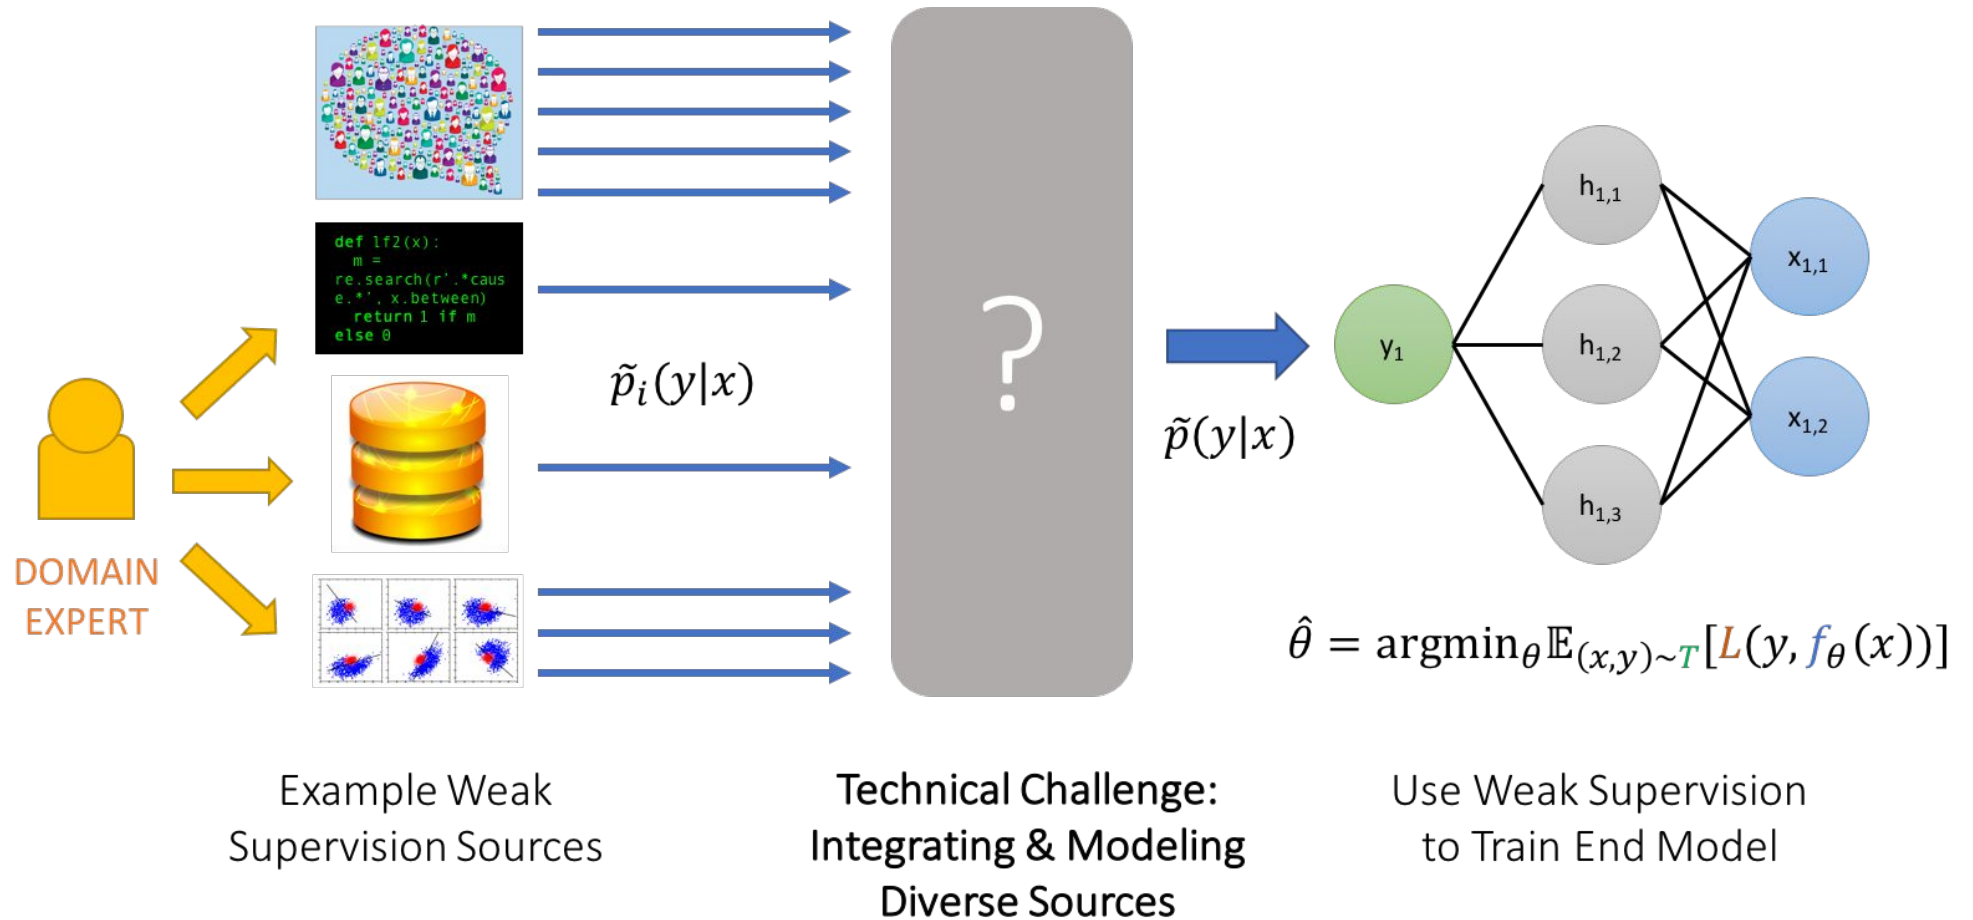 def lf2(x):
m =
re.search(r'.*caus
e.*', x.between)
return 1 if m
else 0
DOMAIN
EXPERT
p̃ᵢ(y|x)
?
p̃(y|x)
y₁
h₁,₁
h₁,₂
h₁,₃
x₁,₁
x₁,₂
θ̂ = argmin_θ 𝔼_(x,y)~T[L(y, f_θ(x))]
Example Weak
Supervision Sources
Technical Challenge:
Integrating & Modeling
Diverse Sources
Use Weak Supervision
to Train End Model